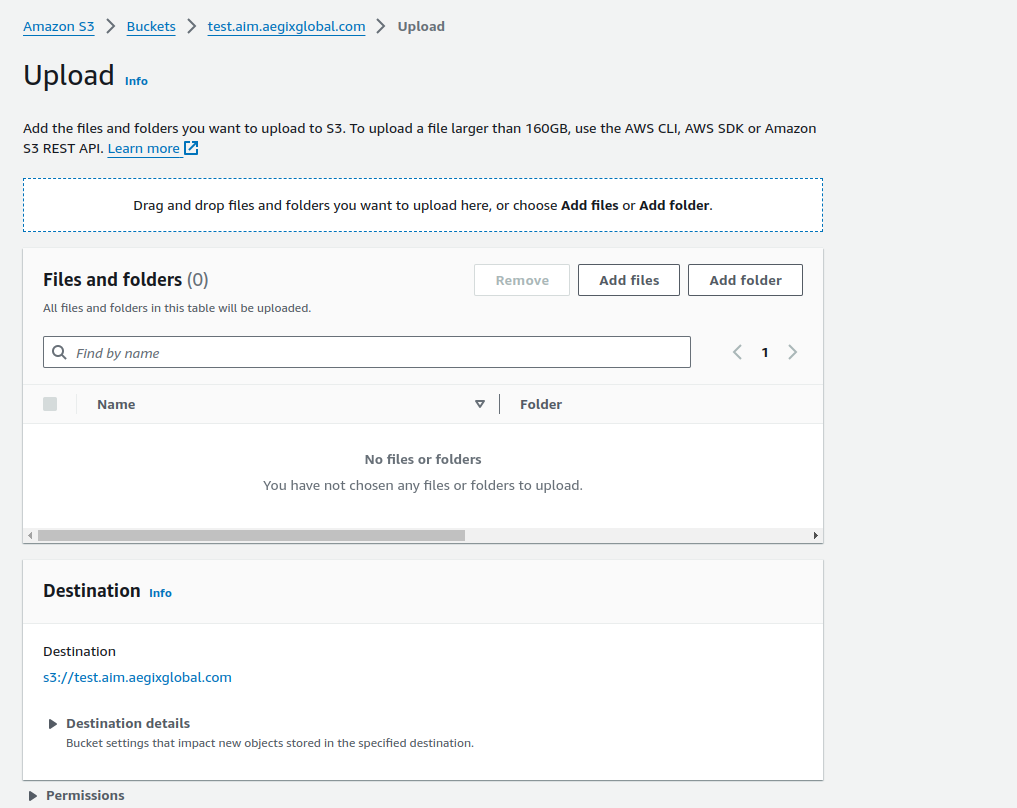 Amazon S3 > Buckets > test.aim.aegixglobal.com > Upload
Upload Info
Add the files and folders you want to upload to S3. To upload a file larger than 160GB, use the AWS CLI, AWS SDK or Amazon
S3 REST API. Learn more
Drag and drop files and folders you want to upload here, or choose Add files or Add folder.
Files and folders (0)
Remove
Add files
Add folder
All files and folders in this table will be uploaded.
Find by name
1
Name
Folder
No files or folders
You have not chosen any files or folders to upload.
Destination Info
Destination
s3://test.aim.aegixglobal.com
Destination details
Bucket settings that impact new objects stored in the specified destination.
Permissions